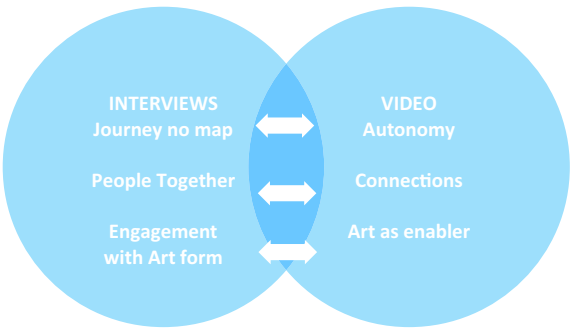 INTERVIEWS
Journey no map
People Together
Engagement
with Art form
VIDEO
Autonomy
Connections
Art as enabler